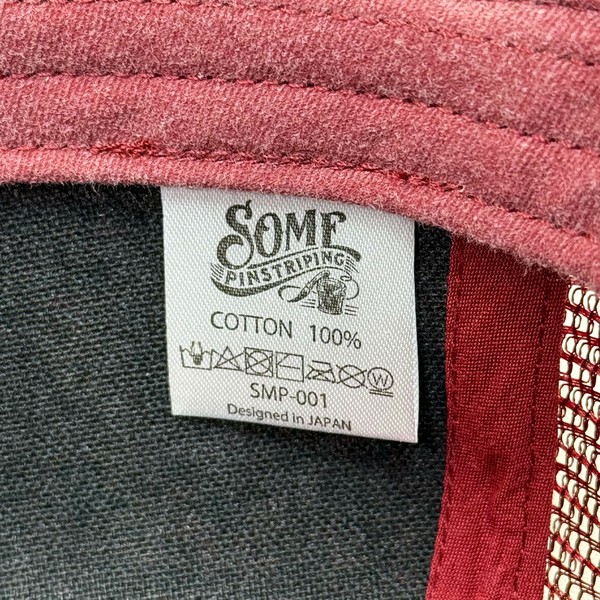 SOME
PINSTRIPING
COTTON 100%
W
SMP-001
Designed in JAPAN